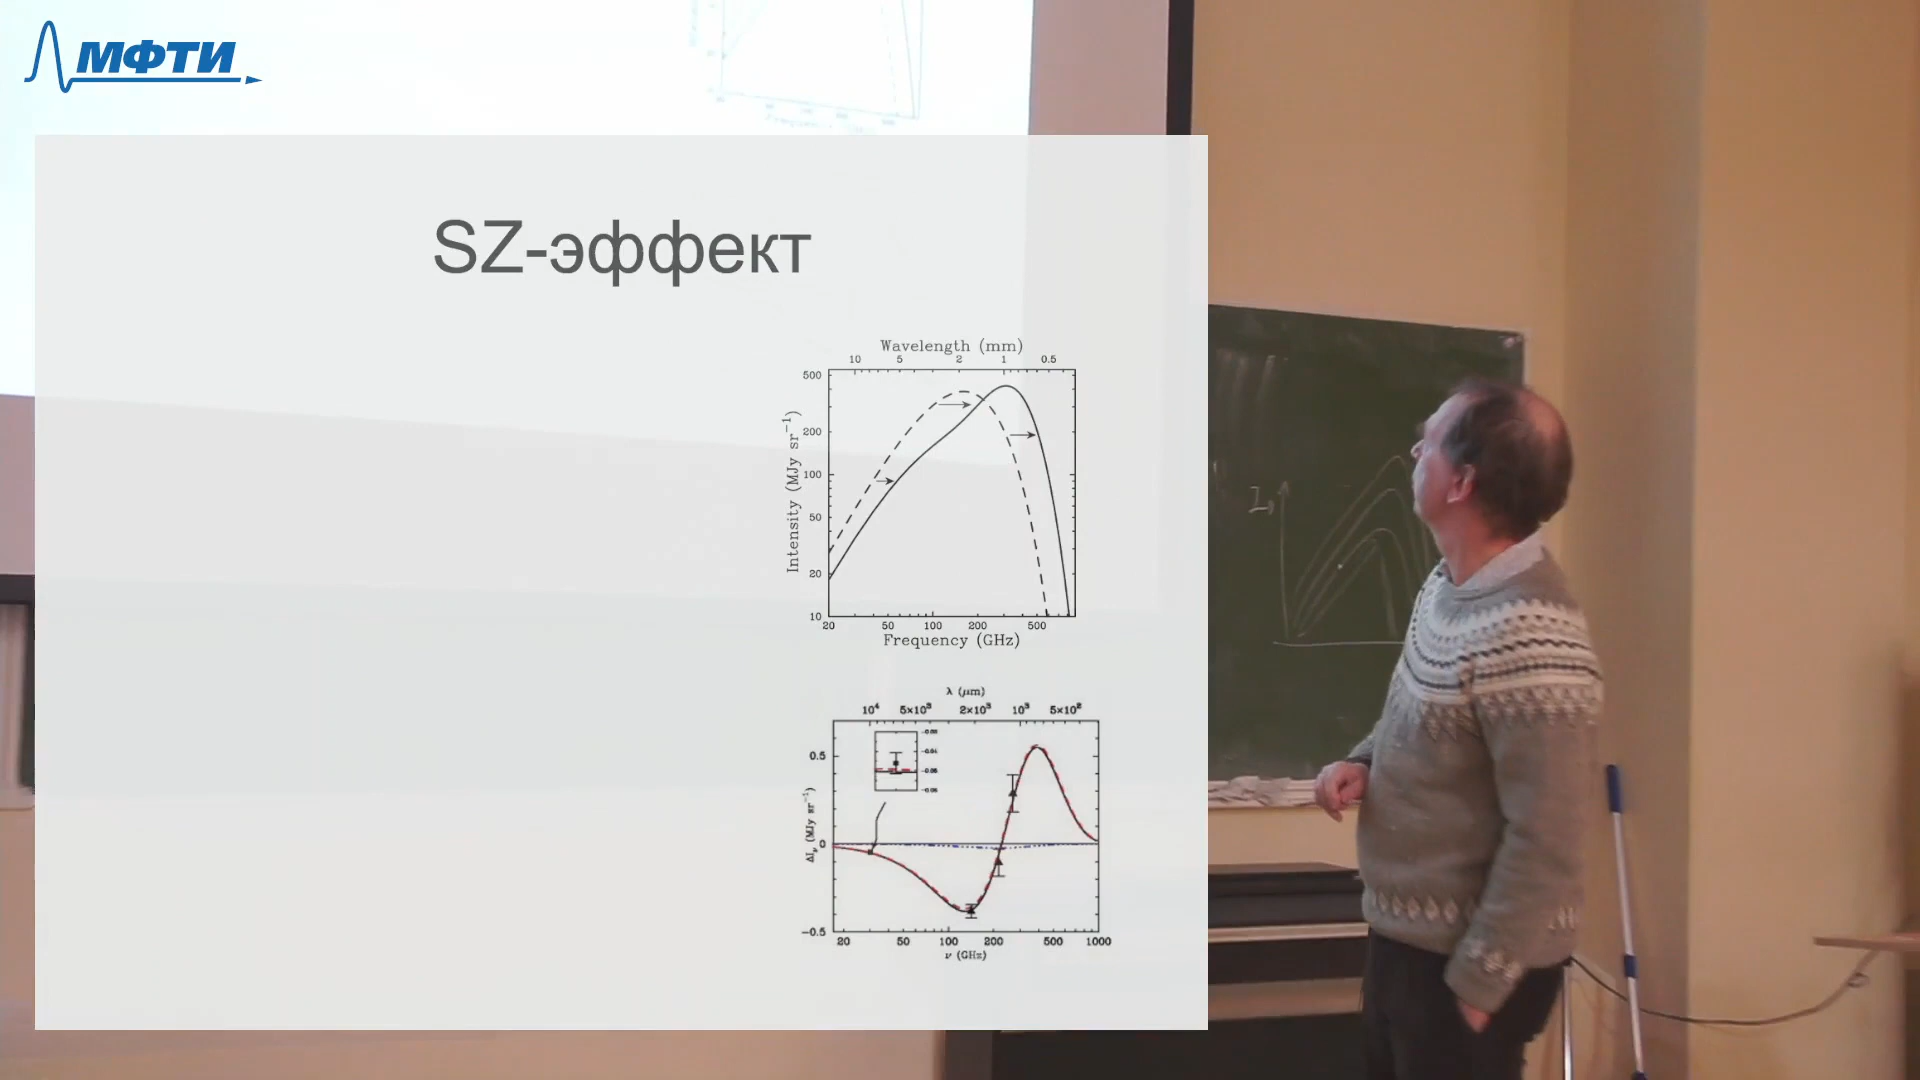 МФТИ
SZ-эффект
Wavelength (mm)
10 5 2 1 0.5
500
200
100
50
20
10
Intensity (MJy sr⁻¹)
20 50 100 200 500
Frequency (GHz)
λ (μm)
10⁴ 5×10³ 2×10³ 10³ 5×10²
0.5
0
−0.5
ΔIν (MJy sr⁻¹)
20 50 100 200 500 1000
ν (GHz)